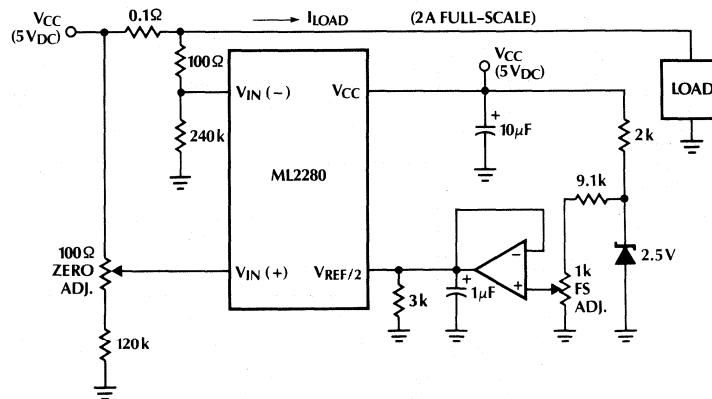 VCC
(5VDC)
0.1Ω
ILOAD
(2A FULL–SCALE)
100Ω
240k
VIN (–)
VCC
ML2280
VIN (+)
VREF/2
VCC
(5VDC)
+
10μF
LOAD
2k
9.1k
2.5V
1k
FS
ADJ.
–
+
+
1μF
3k
100Ω
ZERO
ADJ.
120k